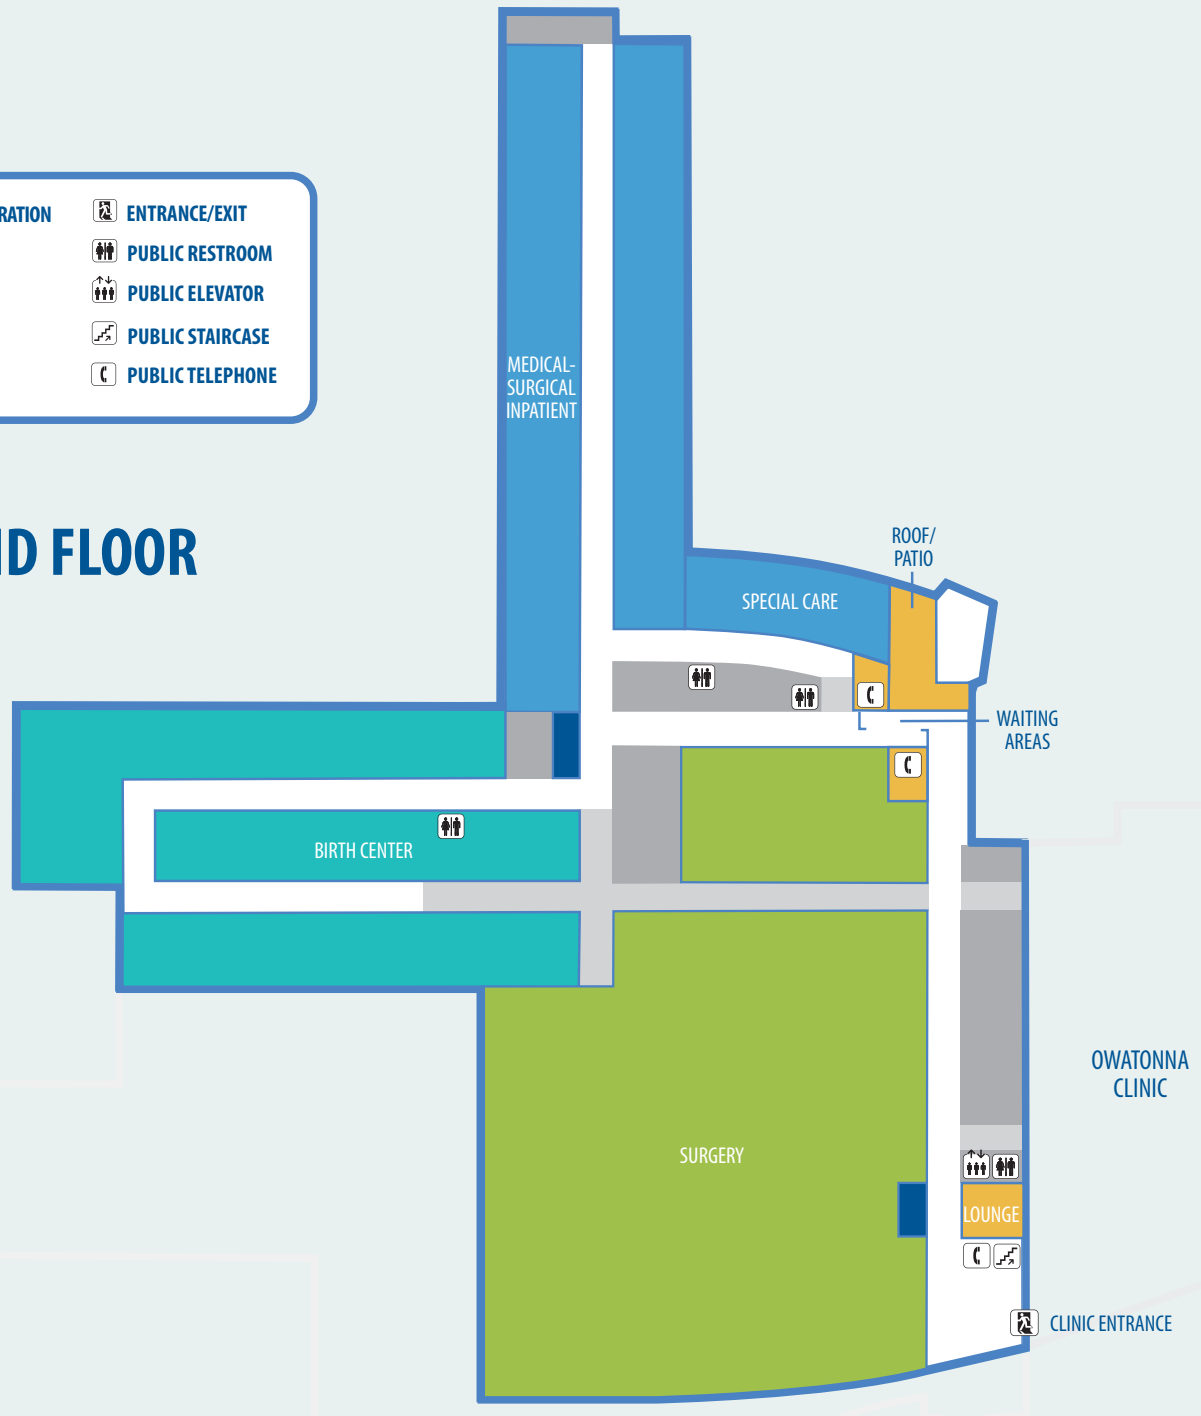 RATION
ENTRANCE/EXIT
PUBLIC RESTROOM
PUBLIC ELEVATOR
PUBLIC STAIRCASE
PUBLIC TELEPHONE
MEDICAL-
SURGICAL
INPATIENT
ND FLOOR
ROOF/
PATIO
SPECIAL CARE
WAITING
AREAS
BIRTH CENTER
OWATONNA
CLINIC
SURGERY
LOUNGE
CLINIC ENTRANCE